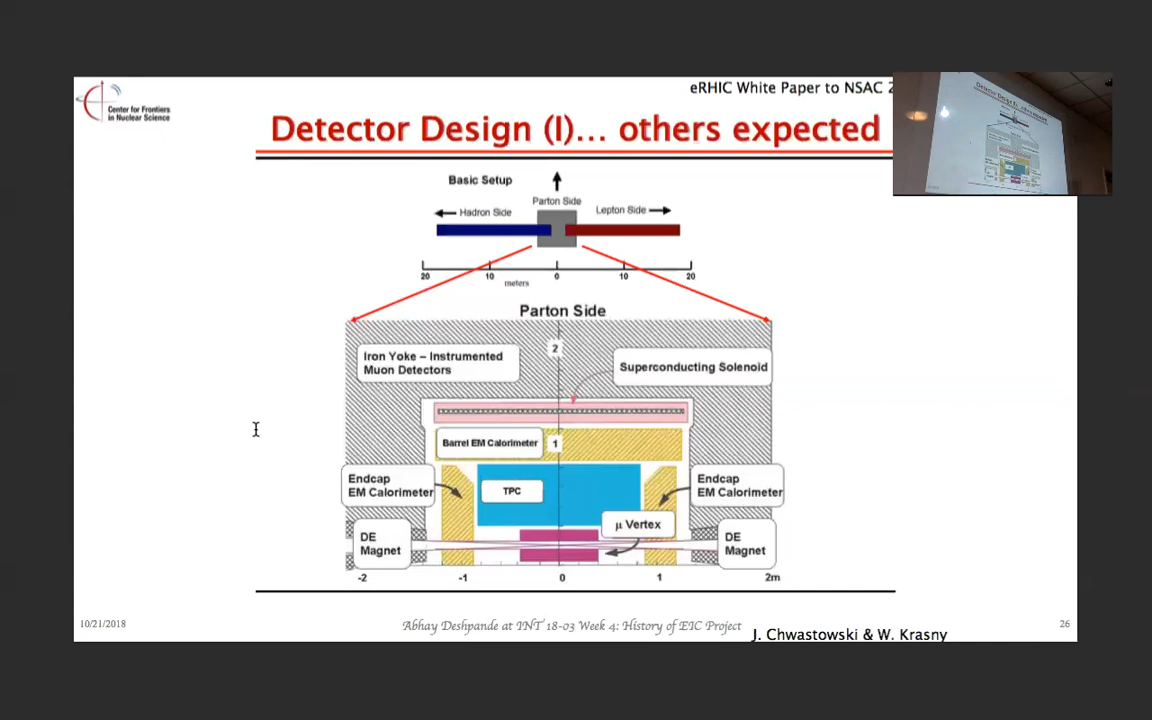 Center for Frontiers
in Nuclear Science
eRHIC White Paper to NSAC
Detector Design (I)... others expected
Basic Setup
Parton Side
Hadron Side
Lepton Side
20
10
0
10
20
meters
Parton Side
2
Iron Yoke – Instrumented
Muon Detectors
Superconducting Solenoid
Barrel EM Calorimeter
1
Endcap
EM Calorimeter
TPC
Endcap
EM Calorimeter
μ Vertex
DE
Magnet
DE
Magnet
-2
-1
0
1
2m
10/21/2018
Abhay Deshpande at INT 18-03 Week 4: History of EIC Project
26
J. Chwastowski & W. Krasny